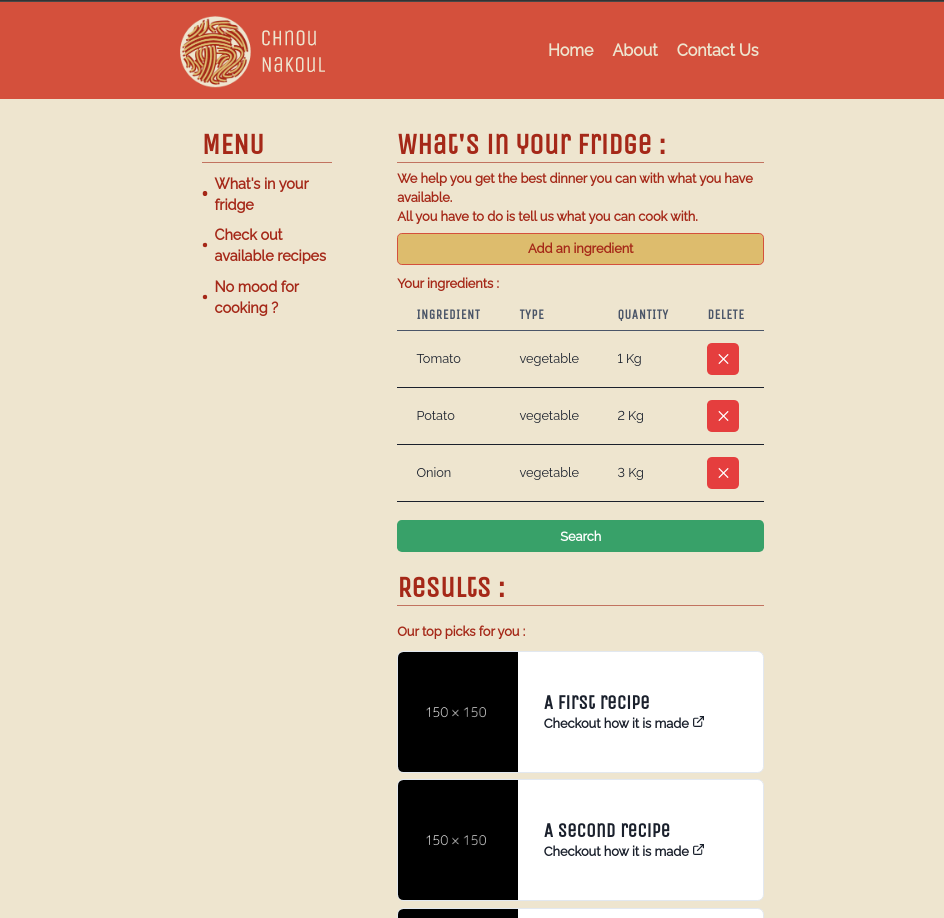 CHNOU
NAKOUL
Home About Contact Us
MENU
What's in your
fridge
Check out
available recipes
No mood for
cooking ?
What's in your fridge :
We help you get the best dinner you can with what you have
available.
All you have to do is tell us what you can cook with.
Add an ingredient
Your ingredients :
INGREDIENT TYPE QUANTITY DELETE
Tomato vegetable 1 Kg
Potato vegetable 2 Kg
Onion vegetable 3 Kg
Search
Results :
Our top picks for you :
150 × 150
A first recipe
Checkout how it is made
150 × 150
A second recipe
Checkout how it is made